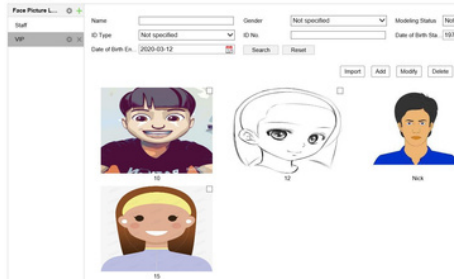 Face Picture L...
Staff
VIP
Name
Gender
Not specified
Modeling Status
Not
ID Type
Not specified
ID No.
Date of Birth Sta...
197
Date of Birth En...
2020-03-12
Search
Reset
Import
Add
Modify
Delete
10
12
Nick
15